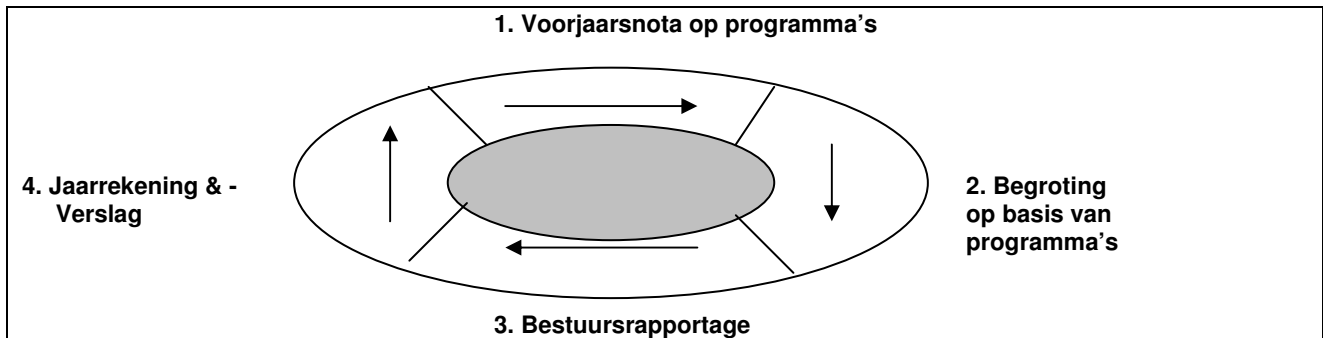 1. Voorjaarsnota op programma’s
2. Begroting
op basis van
programma’s
3. Bestuursrapportage
4. Jaarrekening & -
Verslag